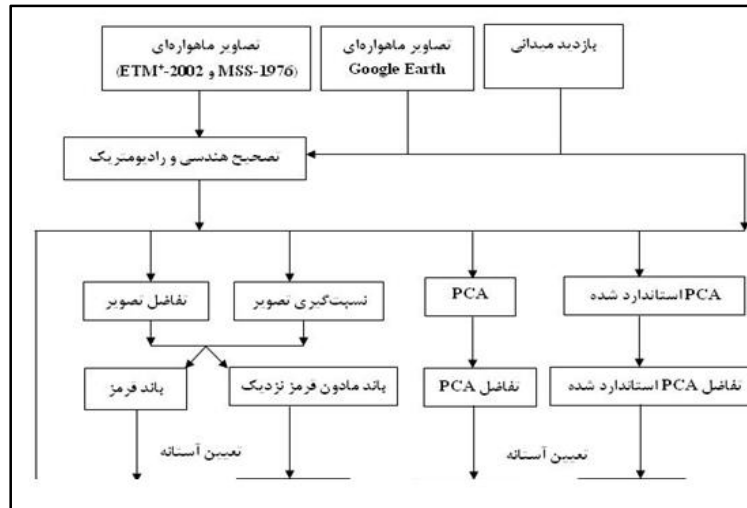 پازدید میدانی
تصاویر ماهواره‌ای
Google Earth
تصاویر ماهواره‌ای
(ETM⁺-2002 و MSS-1976)
تصحیح هندسی و رادیومتریک
PCA استاندارد شده
PCA
نسبت‌گیری تصویر
تفاضل تصویر
تفاضل PCA استاندارد شده
تفاضل PCA
باند مادون قرمز نزدیک
باند قرمز
تعیین آستانه
تعیین آستانه